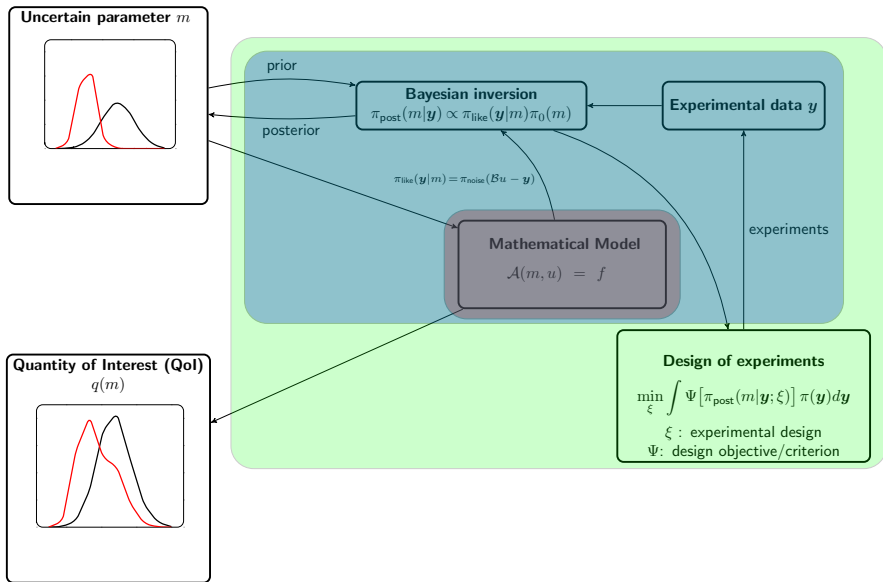 Uncertain parameter m
prior
Bayesian inversion
π_post(m|y) ∝ π_like(y|m)π_0(m)
Experimental data y
posterior
π_like(y|m) = π_noise(ℬu − y)
experiments
Mathematical Model
𝒜(m, u) = f
Quantity of Interest (QoI)
q(m)
Design of experiments
min_ξ ∫ Ψ[π_post(m|y; ξ)] π(y)dy
ξ : experimental design
Ψ: design objective/criterion